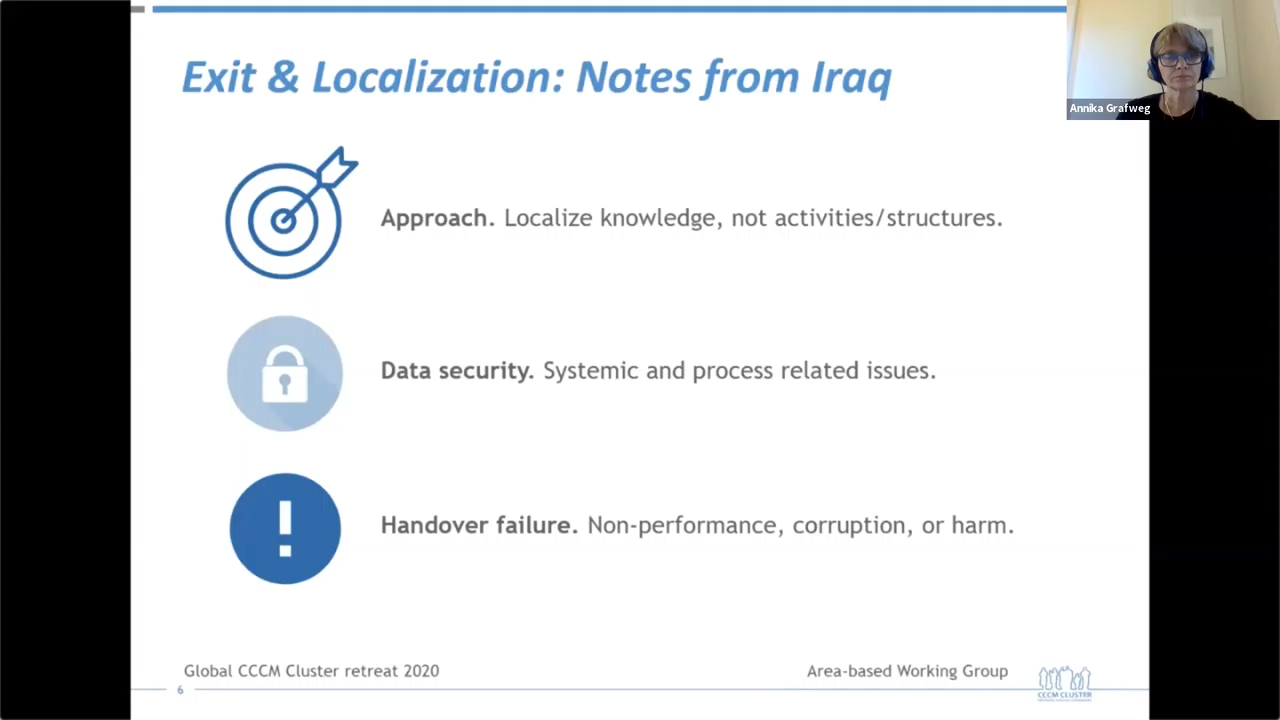 Exit & Localization: Notes from Iraq
Annika Grafweg
Approach. Localize knowledge, not activities/structures.
Data security. Systemic and process related issues.
Handover failure. Non-performance, corruption, or harm.
Global CCCM Cluster retreat 2020
Area-based Working Group
6
CCCM CLUSTER